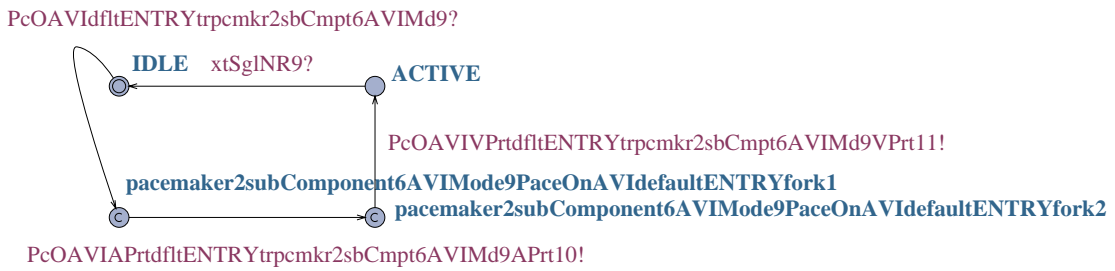 PcOAVIdfltENTRYtrpcmkr2sbCmpt6AVIMd9?
IDLE xtSglNR9?
ACTIVE
PcOAVIVPrtdfltENTRYtrpcmkr2sbCmpt6AVIMd9VPrt11!
pacemaker2subComponent6AVIMode9PaceOnAVIdefaultENTRYfork1
C
C pacemaker2subComponent6AVIMode9PaceOnAVIdefaultENTRYfork2
PcOAVIAPrtdfltENTRYtrpcmkr2sbCmpt6AVIMd9APrt10!